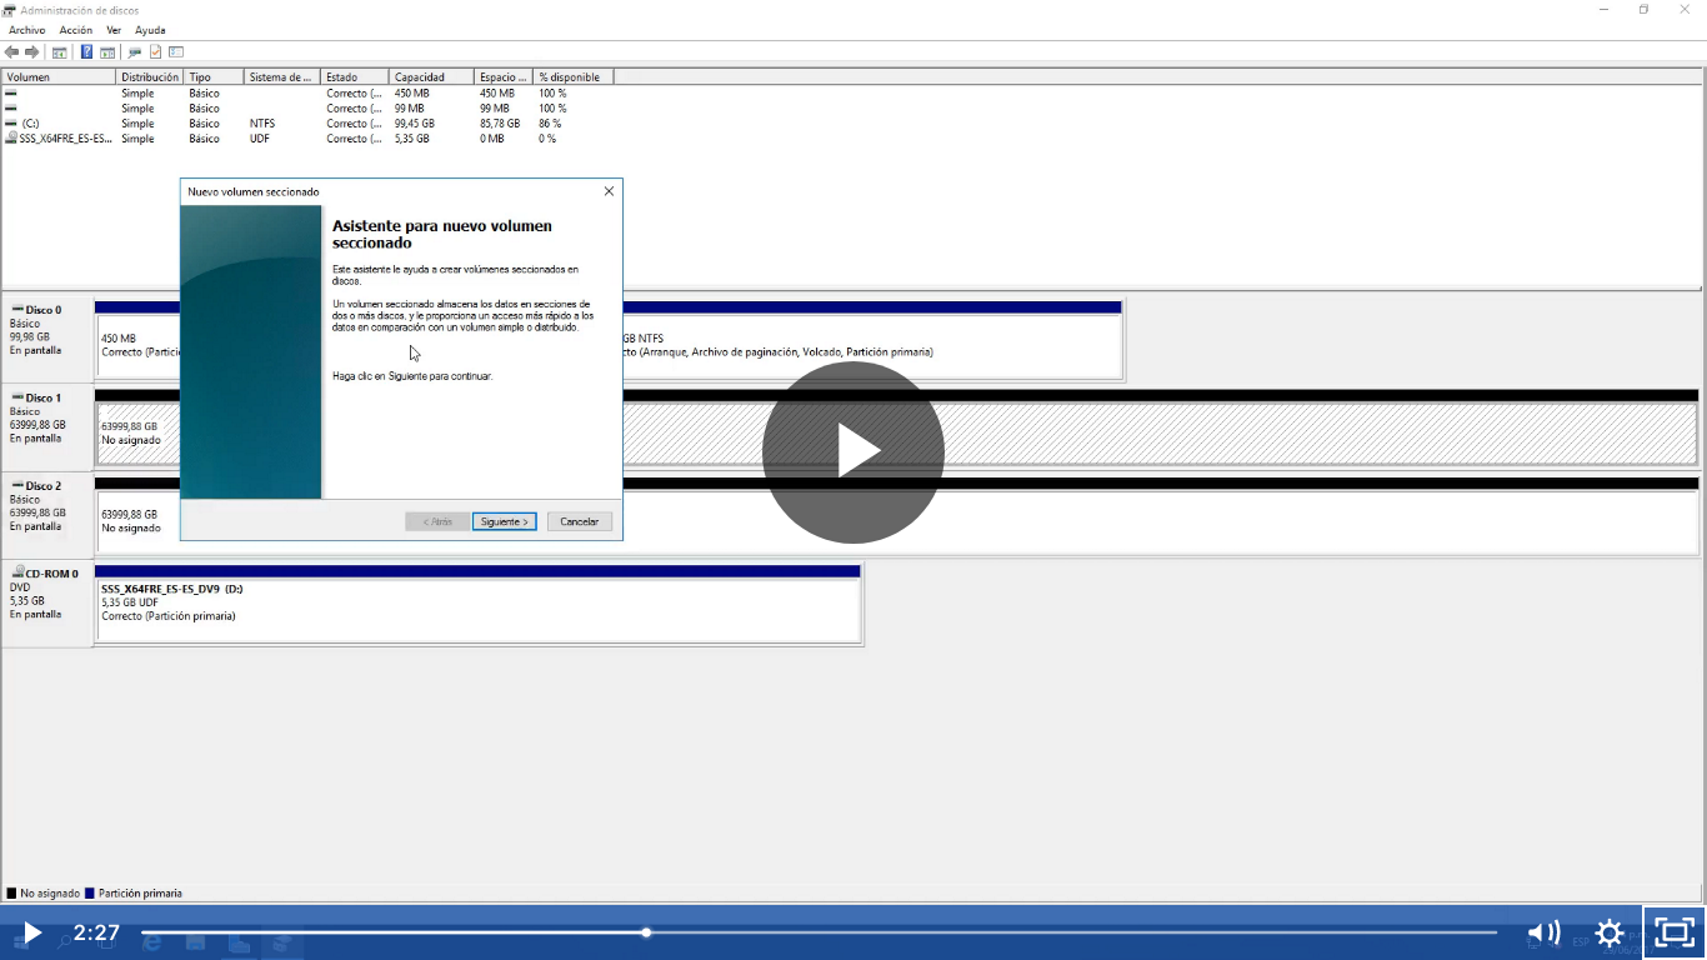 Administración de discos
Archivo Acción Ver Ayuda
Volumen Distribución Tipo Sistema de ... Estado Capacidad Espacio ... % disponible
Simple Básico Correcto (... 450 MB 450 MB 100 %
Simple Básico Correcto (... 99 MB 99 MB 100 %
(C:) Simple Básico NTFS Correcto (... 99,45 GB 85,78 GB 86 %
SSS_X64FRE_ES-ES... Simple Básico UDF Correcto (... 5,35 GB 0 MB 0 %
Nuevo volumen seccionado
Asistente para nuevo volumen
seccionado
Este asistente le ayuda a crear volúmenes seccionados en
discos.
Un volumen seccionado almacena los datos en secciones de
dos o más discos, y le proporciona un acceso más rápido a los
datos en comparación con un volumen simple o distribuido.
Haga clic en Siguiente para continuar.
< Atrás Siguiente > Cancelar
Disco 0
Básico
99,98 GB
En pantalla
450 MB
Correcto (Partició
GB NTFS
cto (Arranque, Archivo de paginación, Volcado, Partición primaria)
Disco 1
Básico
63999,88 GB
En pantalla
63999,88 GB
No asignado
Disco 2
Básico
63999,88 GB
En pantalla
63999,88 GB
No asignado
CD-ROM 0
DVD
5,35 GB
En pantalla
SSS_X64FRE_ES-ES_DV9 (D:)
5,35 GB UDF
Correcto (Partición primaria)
No asignado Partición primaria
2:27
ESP